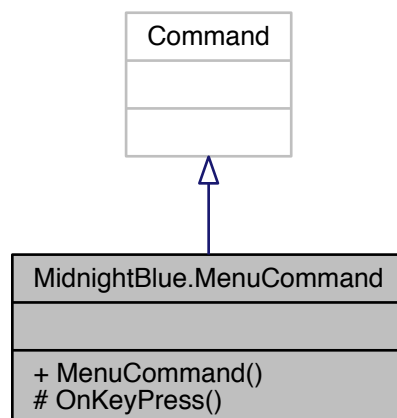 Command
MidnightBlue.MenuCommand
+ MenuCommand()
# OnKeyPress()